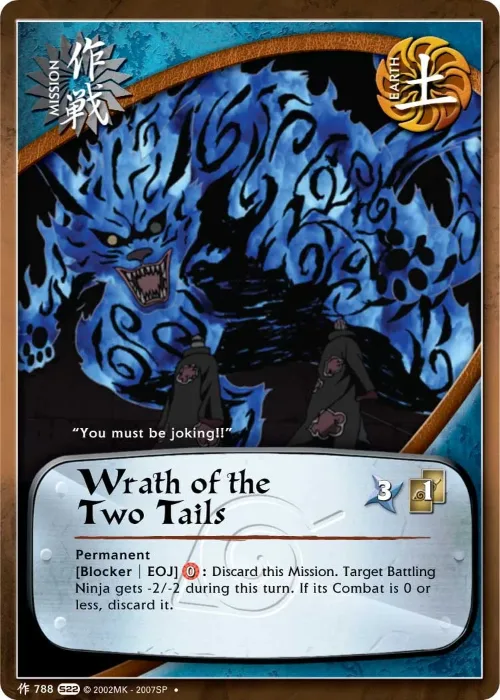 MISSION
作戦
EARTH
土
"You must be joking!!"
Wrath of the
Two Tails
3
1
Permanent
[Blocker | EOJ] 0 : Discard this Mission. Target Battling
Ninja gets -2/-2 during this turn. If its Combat is 0 or
less, discard it.
作 788 S22 © 2002MK - 2007SP •